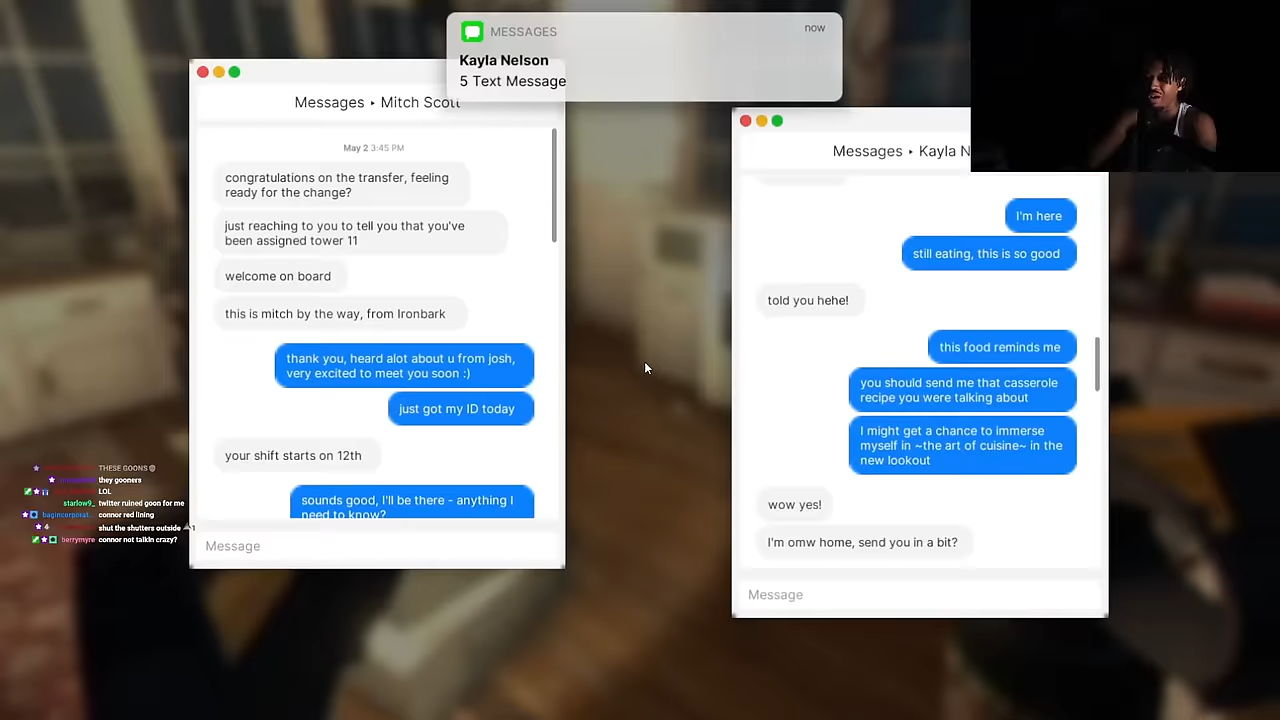 MESSAGES
now
Kayla Nelson
5 Text Message
Messages ‣ Mitch Scott
May 2 3:45 PM
congratulations on the transfer, feeling
ready for the change?
just reaching to you to tell you that you've
been assigned tower 11
welcome on board
this is mitch by the way, from Ironbark
thank you, heard alot about u from josh,
very excited to meet you soon :)
just got my ID today
your shift starts on 12th
sounds good, I'll be there - anything I
need to know?
Message
Messages ‣ Kayla N
I'm here
still eating, this is so good
told you hehe!
this food reminds me
you should send me that casserole
recipe you were talking about
I might get a chance to immerse
myself in ~the art of cuisine~ in the
new lookout
wow yes!
I'm omw home, send you in a bit?
Message
THESE GOONS
they gooners
LOL
starlow9_ twitter ruined goon for me
bagincorporat... connor red lining
shut the shutters outside
berrymyre connor not talkin crazy?